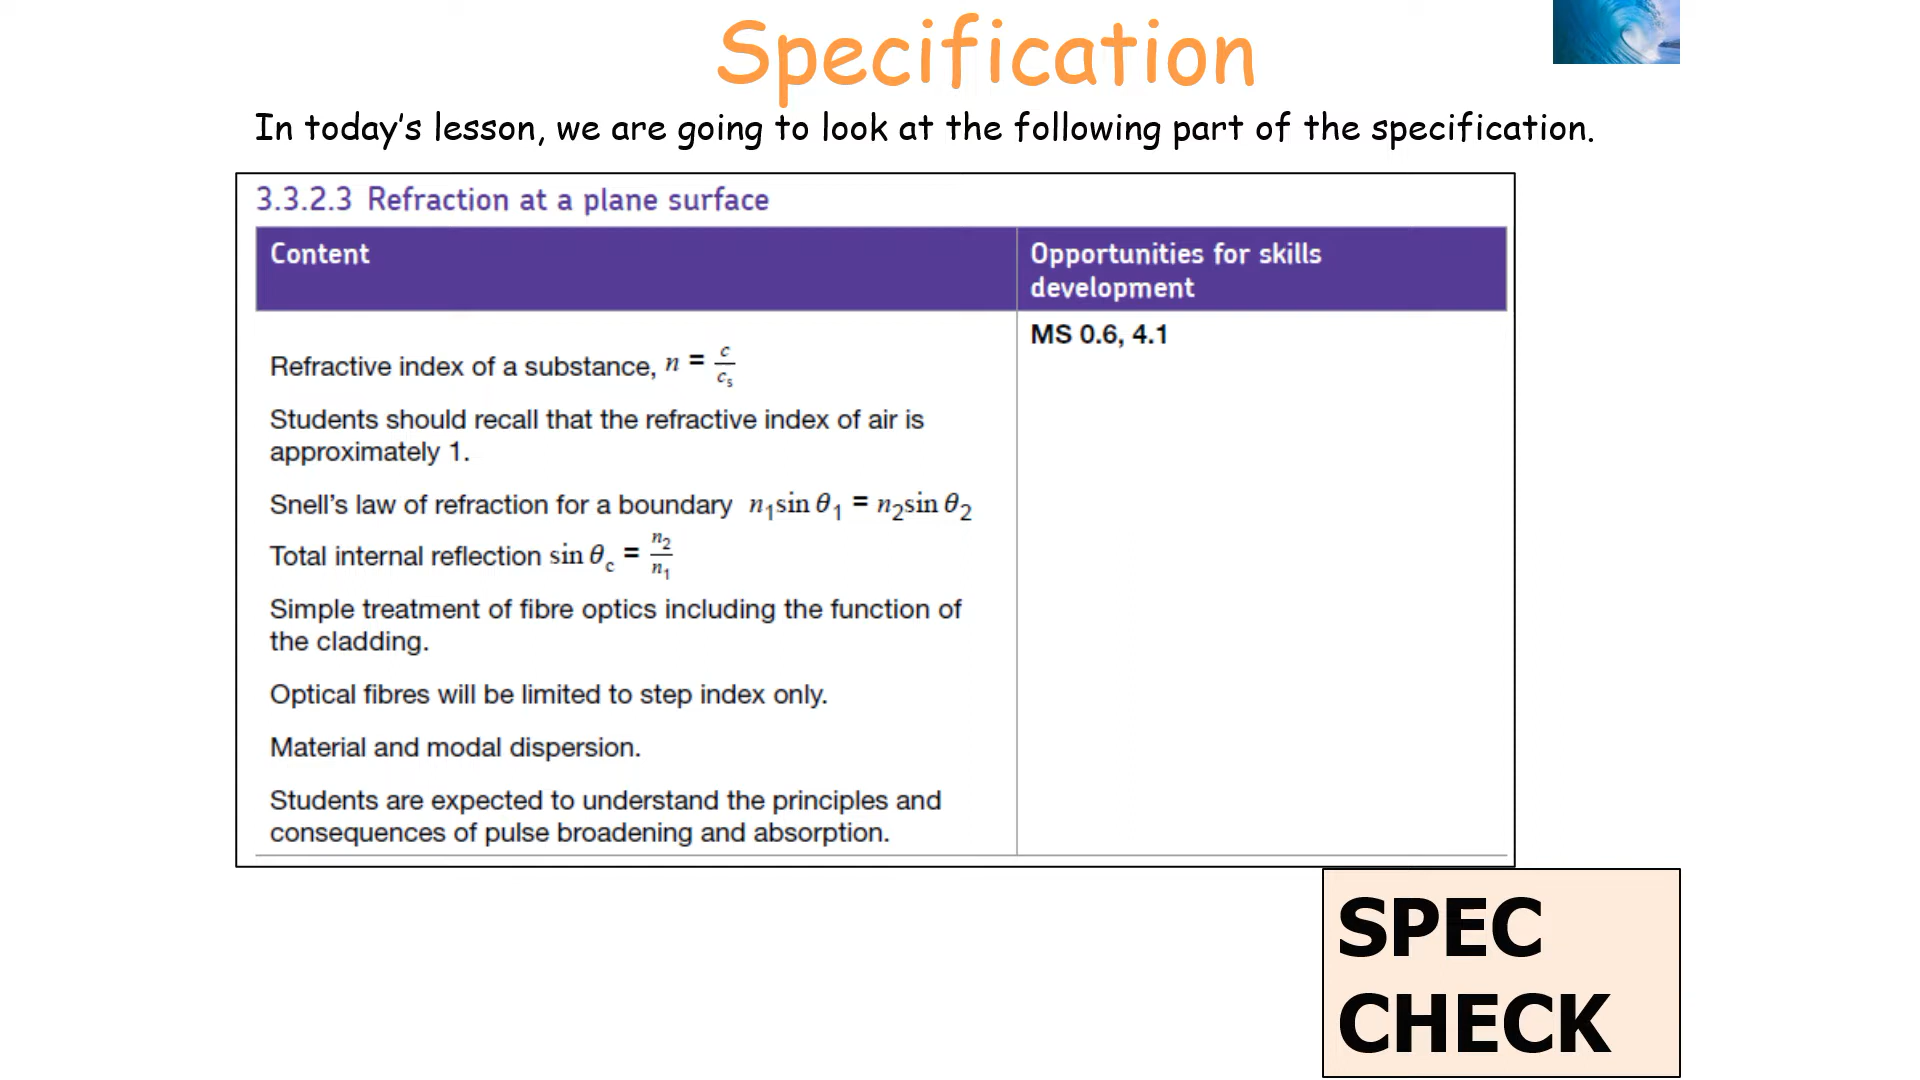 Specification
In today's lesson, we are going to look at the following part of the specification.
3.3.2.3 Refraction at a plane surface
Content
Opportunities for skills
development
MS 0.6, 4.1
Refractive index of a substance, n = c/cₛ
Students should recall that the refractive index of air is
approximately 1.
Snell’s law of refraction for a boundary n₁sin θ₁ = n₂sin θ₂
Total internal reflection sin θ_c = n₂/n₁
Simple treatment of fibre optics including the function of
the cladding.
Optical fibres will be limited to step index only.
Material and modal dispersion.
Students are expected to understand the principles and
consequences of pulse broadening and absorption.
SPEC
CHECK